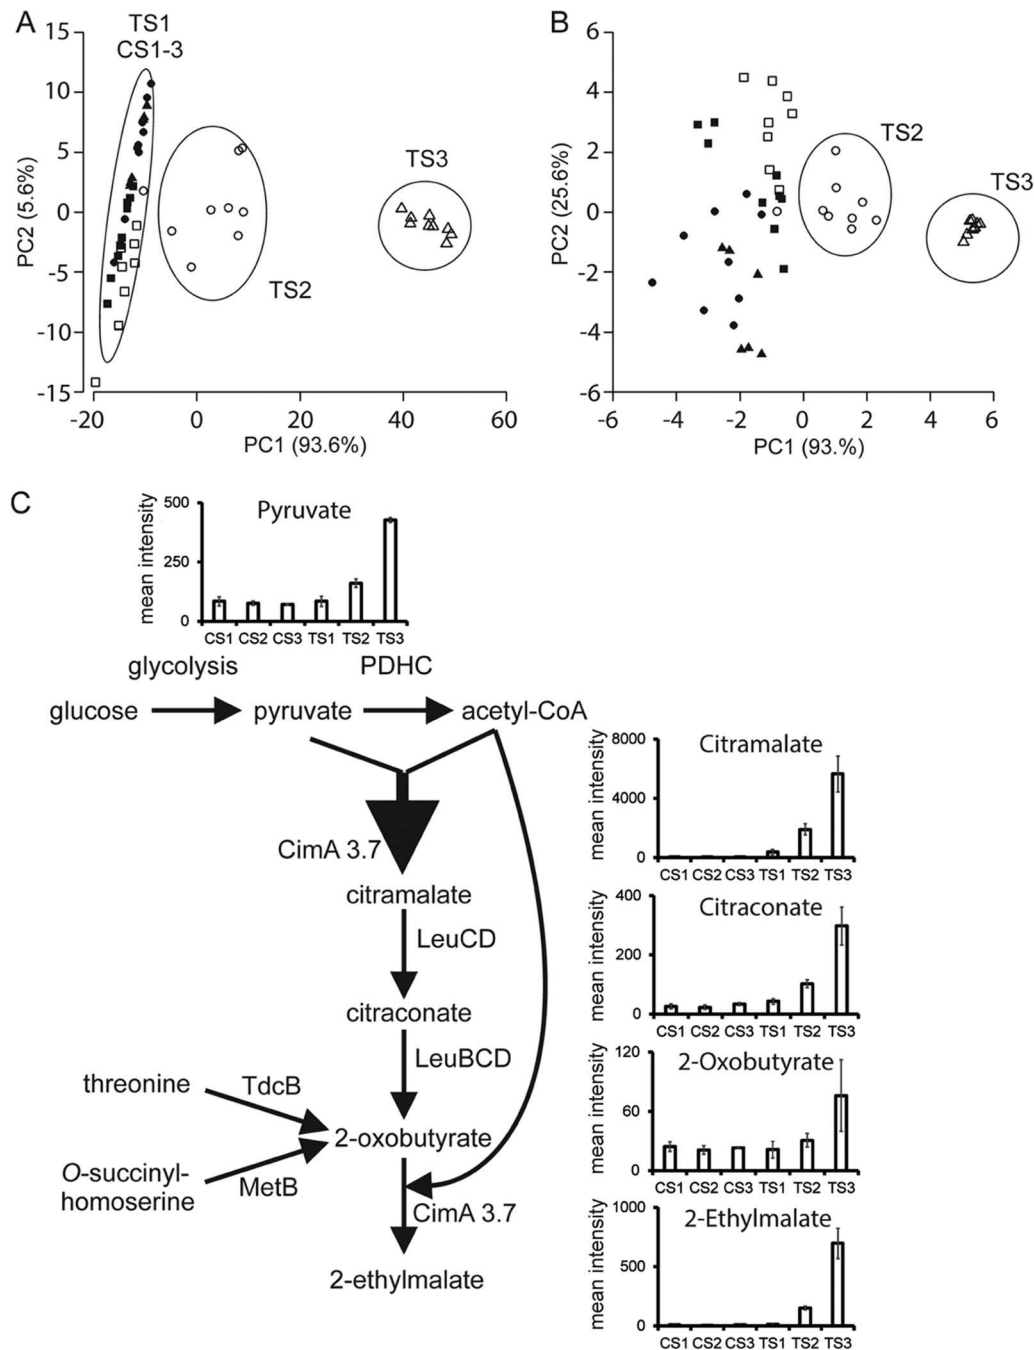 A
TS1
CS1-3
15
10
5
0
-5
-10
-15
PC2 (5.6%)
TS2
TS3
-20
0
20
40
60
PC1 (93.6%)
B
6
4
2
0
-2
-4
-6
PC2 (25.6%)
TS2
TS3
-6
-4
-2
0
2
4
6
PC1 (93.%)
C
mean intensity
500
250
0
Pyruvate
CS1 CS2 CS3 TS1 TS2 TS3
glycolysis
PDHC
glucose
pyruvate
acetyl-CoA
CimA 3.7
citramalate
LeuCD
citraconate
LeuBCD
threonine
TdcB
2-oxobutyrate
O-succinyl-
homoserine
MetB
CimA 3.7
2-ethylmalate
mean intensity
8000
4000
0
Citramalate
CS1 CS2 CS3 TS1 TS2 TS3
mean intensity
400
200
0
Citraconate
CS1 CS2 CS3 TS1 TS2 TS3
mean intensity
120
60
0
2-Oxobutyrate
CS1 CS2 CS3 TS1 TS2 TS3
mean intensity
1000
500
0
2-Ethylmalate
CS1 CS2 CS3 TS1 TS2 TS3